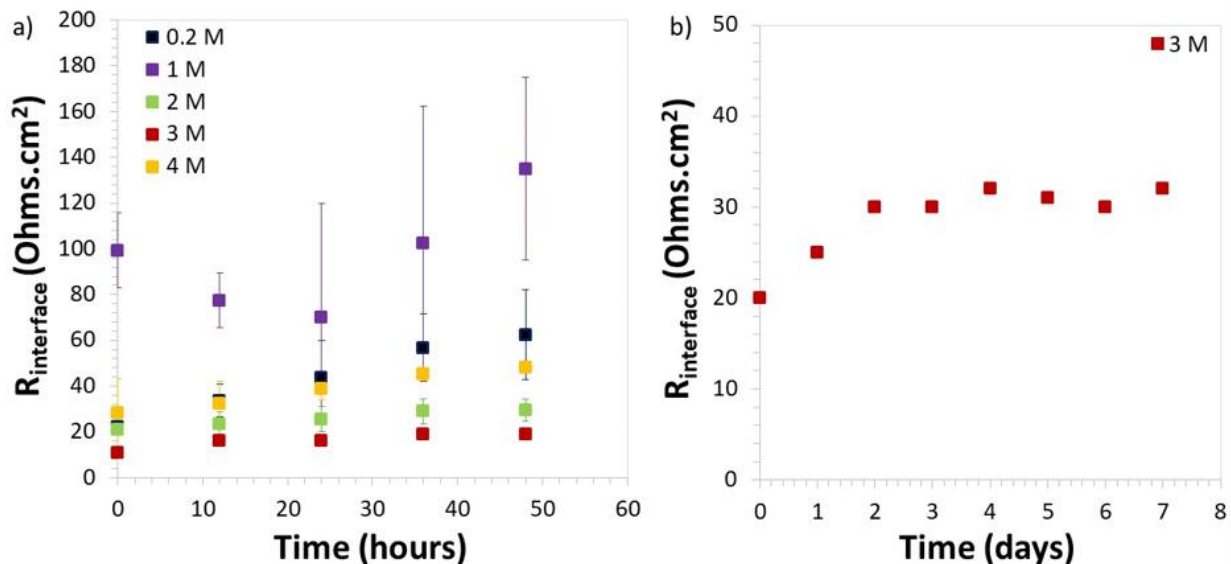 a)
200
180
160
140
120
100
80
60
40
20
0
R_interface (Ohms.cm²)
0.2 M
1 M
2 M
3 M
4 M
0 10 20 30 40 50 60
Time (hours)
b)
50
40
30
20
10
0
R_interface (Ohms.cm²)
3 M
0 1 2 3 4 5 6 7 8
Time (days)